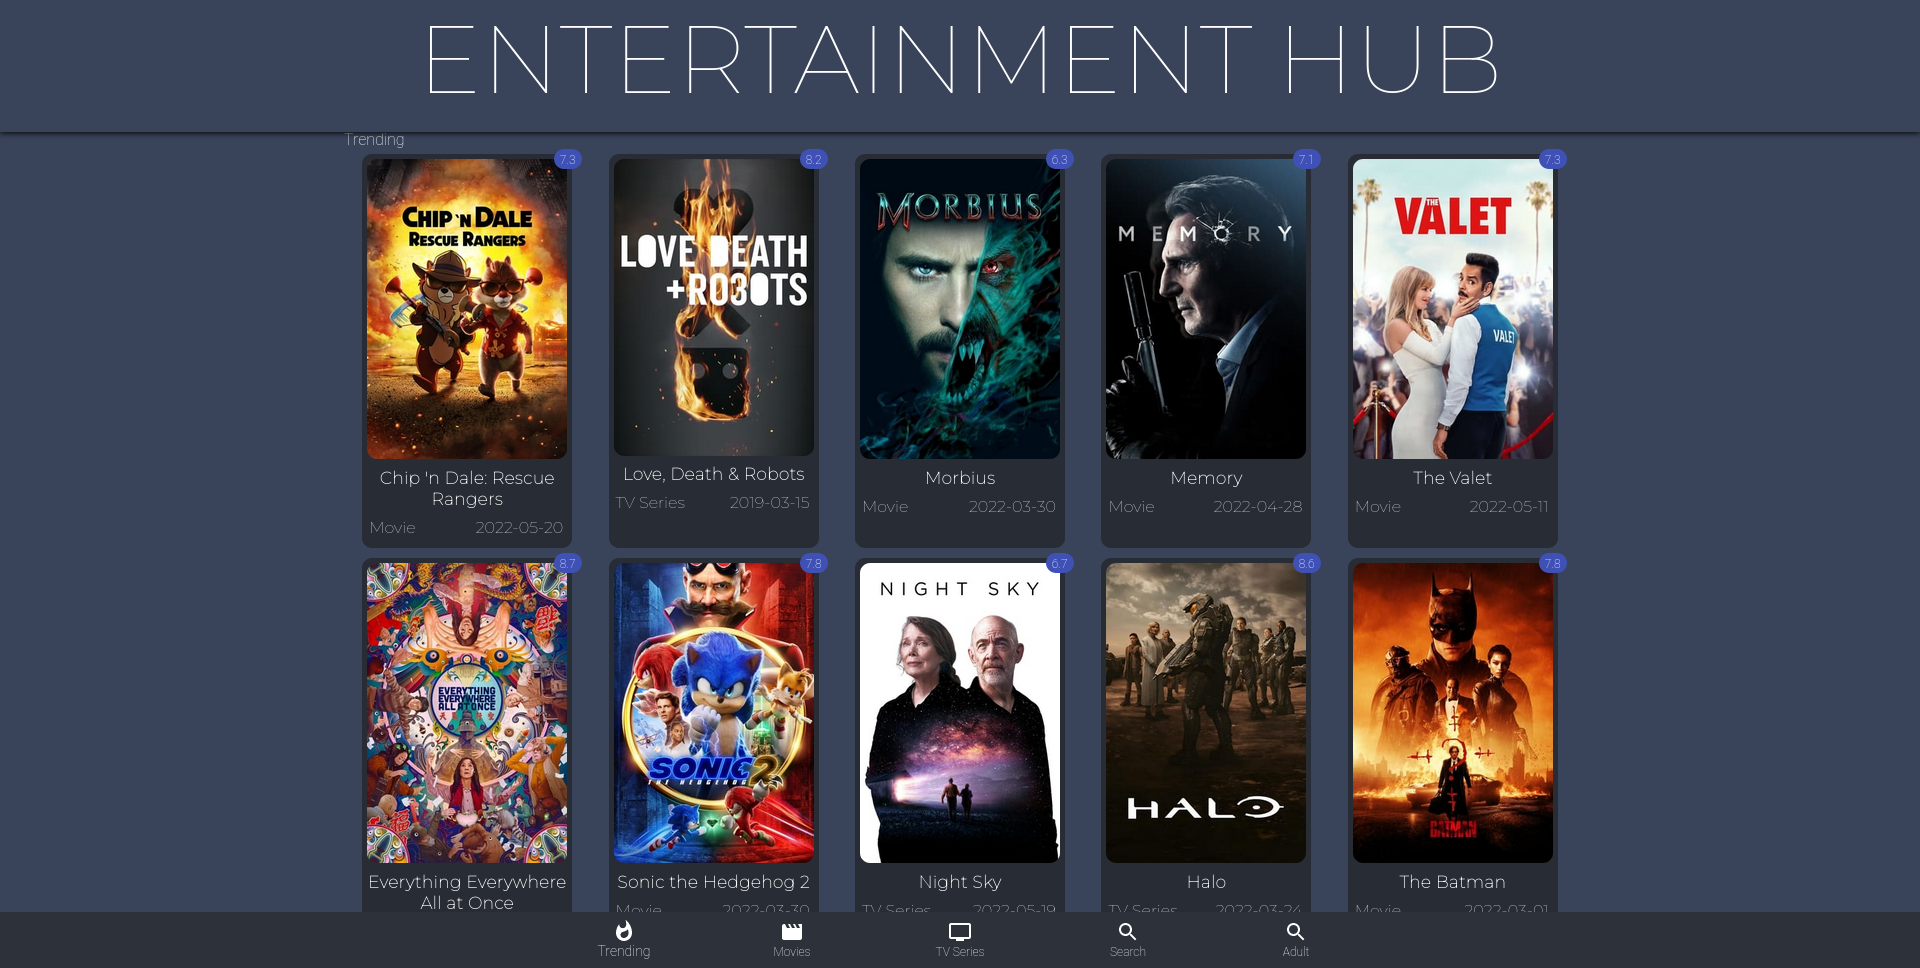 ENTERTAINMENT HUB
Trending
7.3
8.2
6.3
7.1
7.3
CHIP 'N DALE
RESCUE RANGERS
LOVE DEATH
+RO3OTS
MORBIUS
MEMORY
THE
VALET
VALET
Chip 'n Dale: Rescue
Rangers
Movie 2022-05-20
Love, Death & Robots
TV Series 2019-03-15
Morbius
Movie 2022-03-30
Memory
Movie 2022-04-28
The Valet
Movie 2022-05-11
8.7
7.8
6.7
8.6
7.8
EVERYTHING
EVERYWHERE
ALL AT ONCE
SONIC 2
THE HEDGEHOG
NIGHT SKY
HALO
BATMAN
Everything Everywhere
All at Once
Sonic the Hedgehog 2
Movie 2022-03-30
Night Sky
TV Series 2022-05-19
Halo
TV Series 2022-03-24
The Batman
Movie 2022-03-01
Trending
Movies
TV Series
Search
Adult